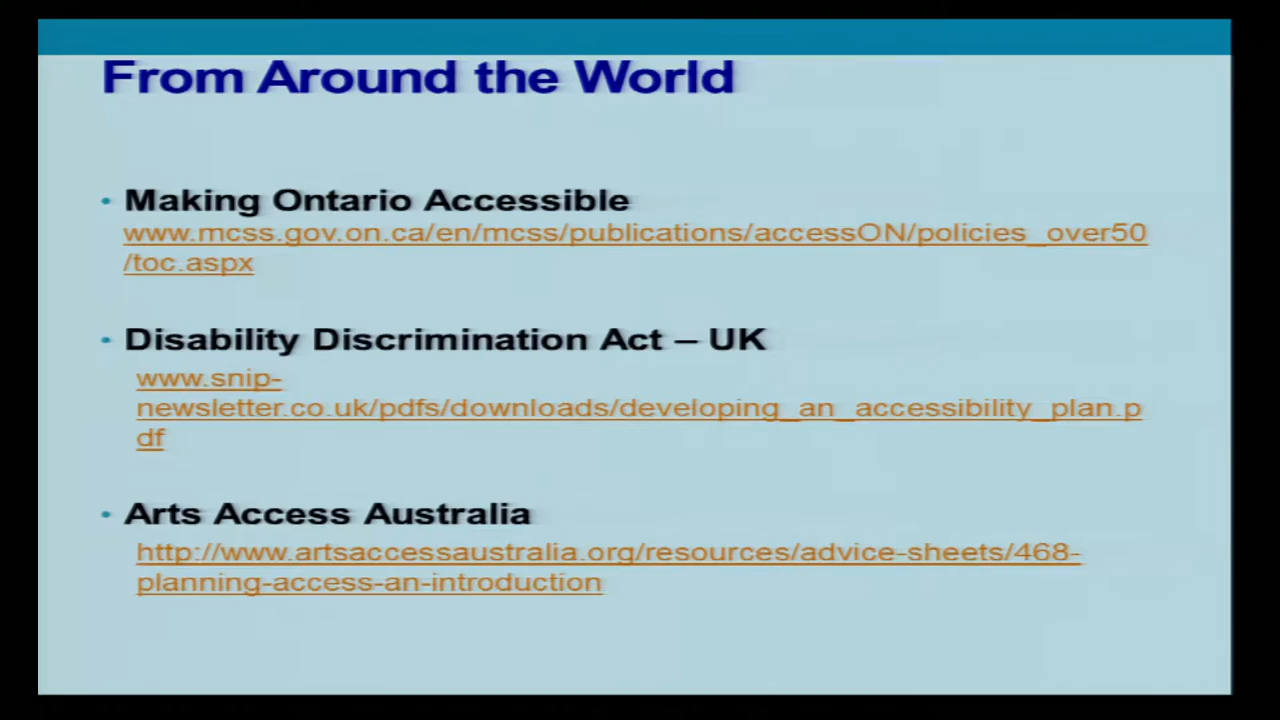 From Around the World
• Making Ontario Accessible
www.mcss.gov.on.ca/en/mcss/publications/accessON/policies_over50
/toc.aspx
• Disability Discrimination Act – UK
www.snip-
newsletter.co.uk/pdfs/downloads/developing_an_accessibility_plan.p
df
• Arts Access Australia
http://www.artsaccessaustralia.org/resources/advice-sheets/468-
planning-access-an-introduction